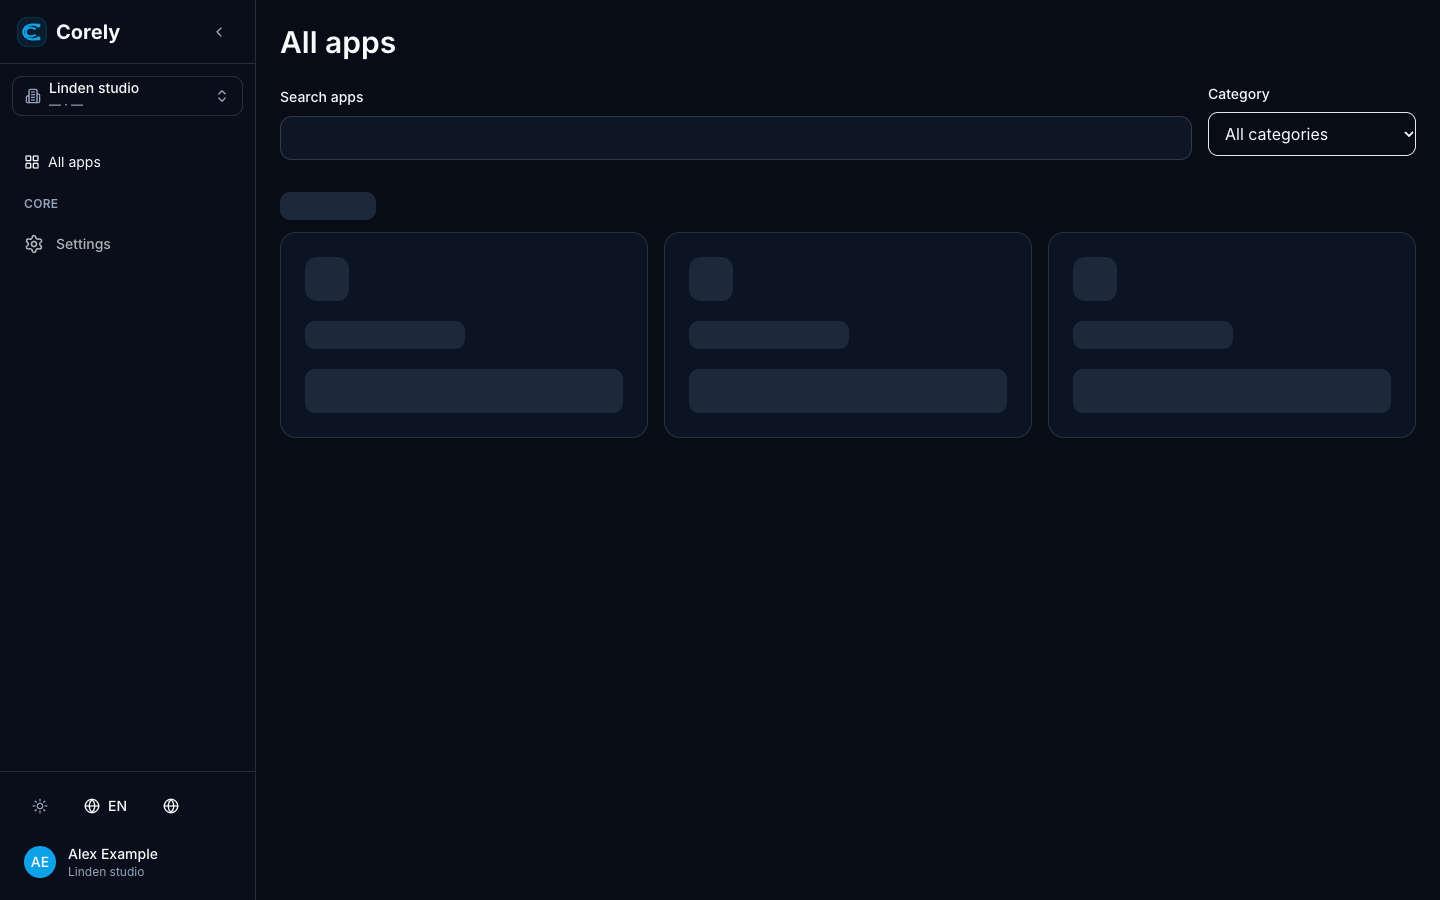 Corely
Linden studio
— · —
All apps
CORE
Settings
EN
AE
Alex Example
Linden studio
All apps
Search apps
Category
All categories